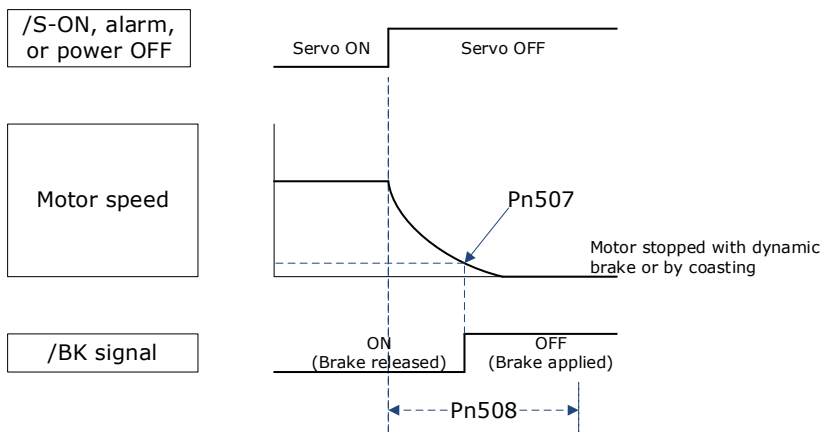 /S-ON, alarm,
or power OFF
Servo ON
Servo OFF
Motor speed
Pn507
Motor stopped with dynamic
brake or by coasting
/BK signal
ON
(Brake released)
OFF
(Brake applied)
Pn508